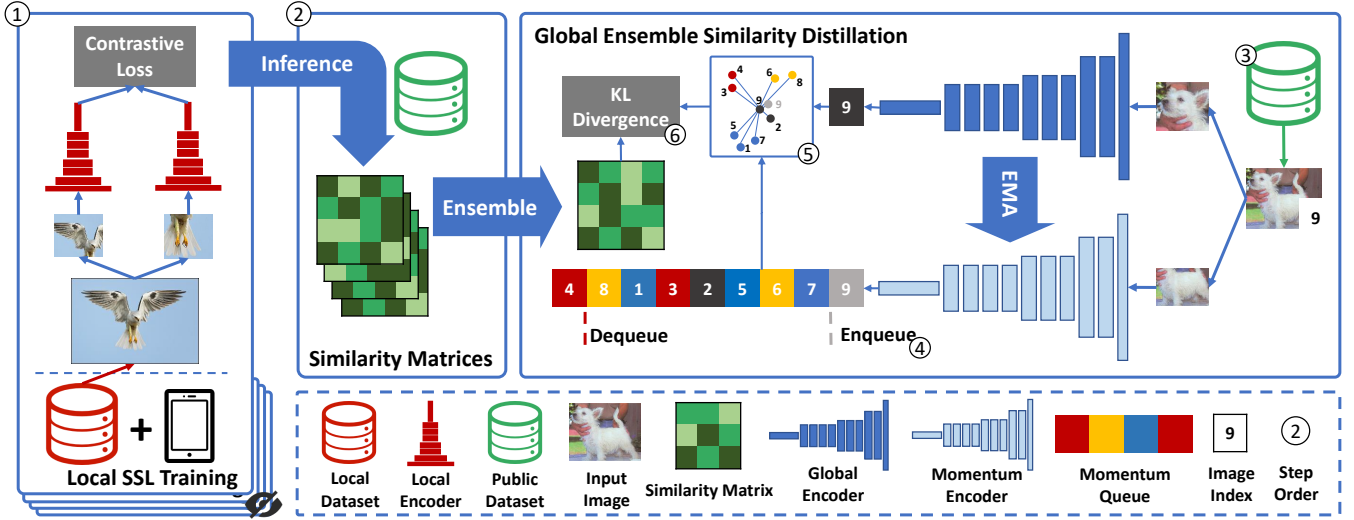 1
Contrastive
Loss
Local SSL Training
2
Inference
Similarity Matrices
Ensemble
Global Ensemble Similarity Distillation
KL
Divergence
6
4
6
8
3
9
9
2
5
1
7
5
9
3
9
EMA
4 8 1 3 2 5 6 7 9
Dequeue
Enqueue
4
Local
Dataset
Local
Encoder
Public
Dataset
Input
Image
Similarity Matrix
Global
Encoder
Momentum
Encoder
Momentum
Queue
9
Image
Index
2
Step
Order